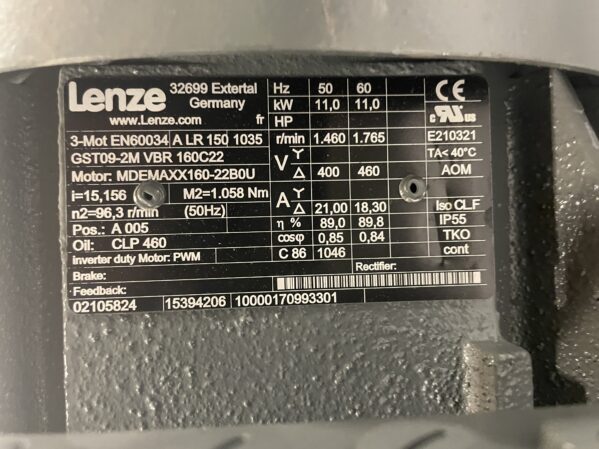 Lenze 32699 Extertal Germany
www.Lenze.com fr
Hz 50 60
kW 11,0 11,0
HP
3-Mot EN60034 A LR 150 1035 r/min 1.460 1.765 E210321
GST09-2M VBR 160C22 TA< 40°C
Motor: MDEMAXX160-22B0U V Y Δ 400 460 AOM
i=15,156 M2=1.058 Nm A Y
n2=96,3 r/min (50Hz) Δ 21,00 18,30 Iso CLF
Pos.: A 005 η % 89,0 89,8 IP55
Oil: CLP 460 cosφ 0,85 0,84 TKO
inverter duty Motor: PWM C 86 1046 cont
Brake: Rectifier:
Feedback:
02105824 15394206 10000170993301
CE
c US